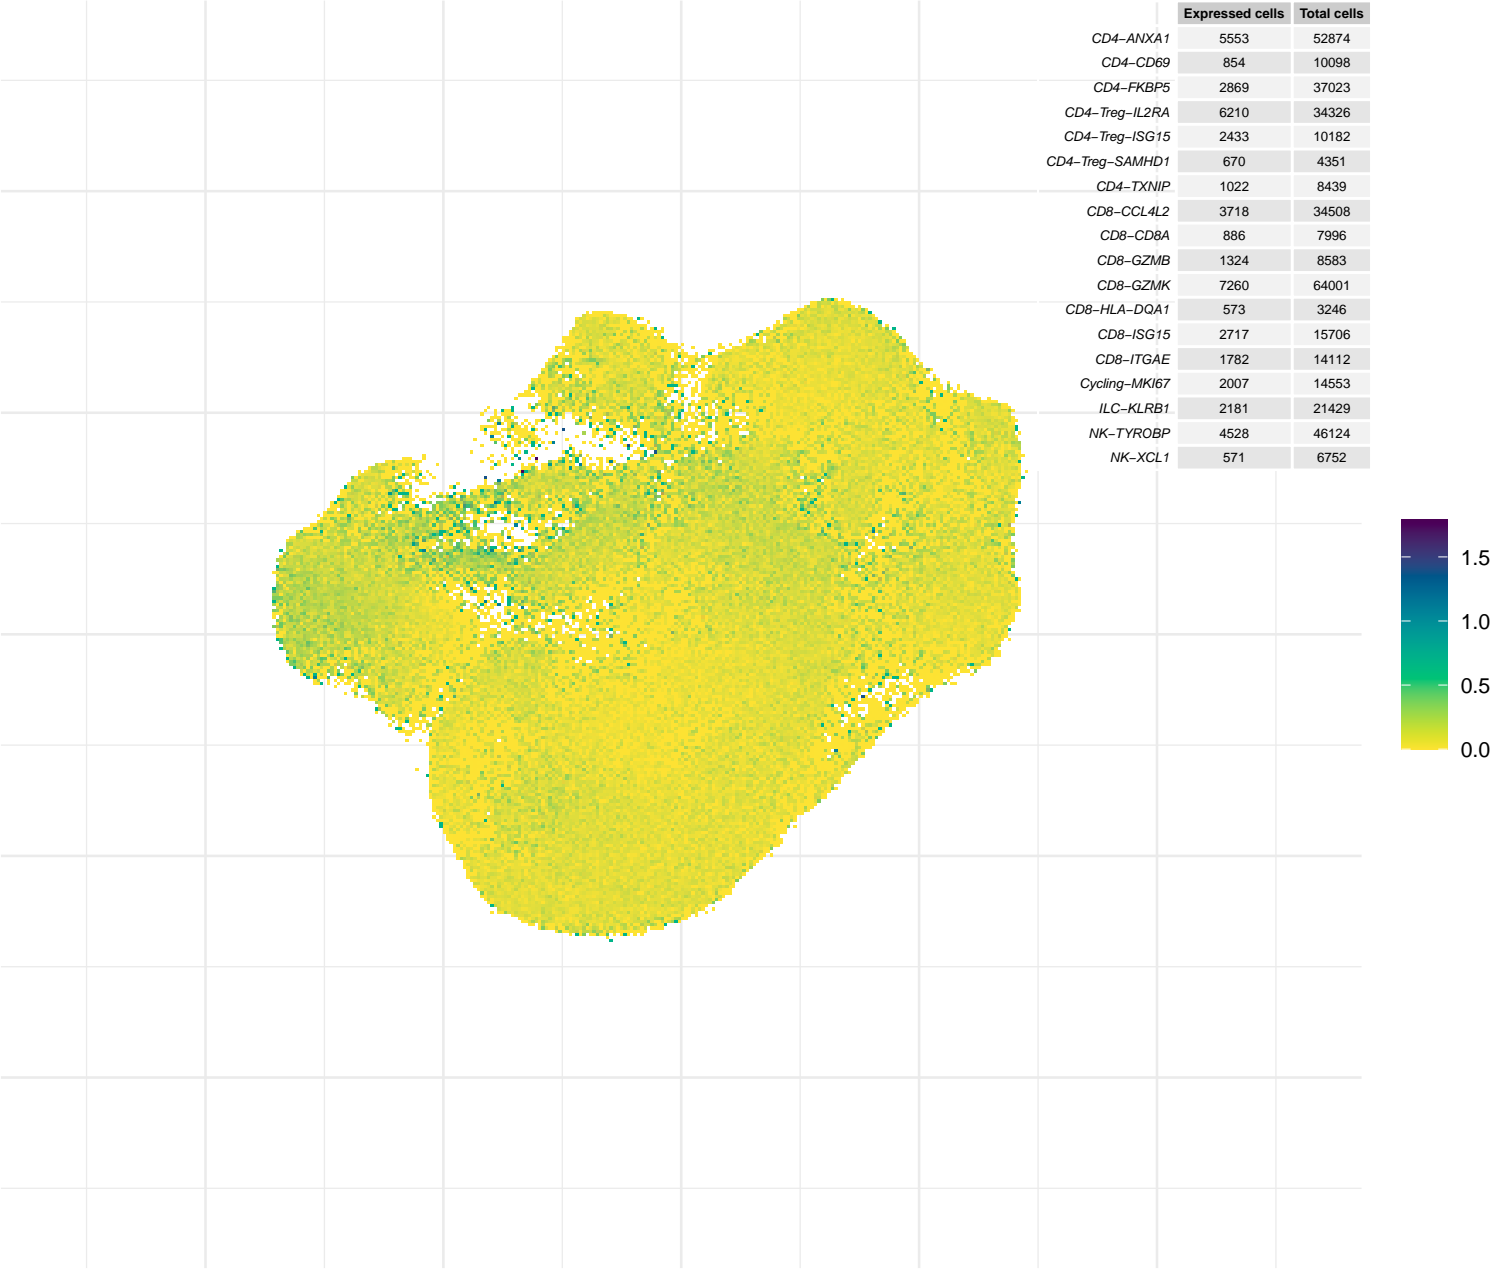 Expressed cells Total cells
CD4−ANXA1 5553 52874
CD4−CD69 854 10098
CD4−FKBP5 2869 37023
CD4−Treg−IL2RA 6210 34326
CD4−Treg−ISG15 2433 10182
CD4−Treg−SAMHD1 670 4351
CD4−TXNIP 1022 8439
CD8−CCL4L2 3718 34508
CD8−CD8A 886 7996
CD8−GZMB 1324 8583
CD8−GZMK 7260 64001
CD8−HLA−DQA1 573 3246
CD8−ISG15 2717 15706
CD8−ITGAE 1782 14112
Cycling−MKI67 2007 14553
ILC−KLRB1 2181 21429
NK−TYROBP 4528 46124
NK−XCL1 571 6752
1.5
1.0
0.5
0.0